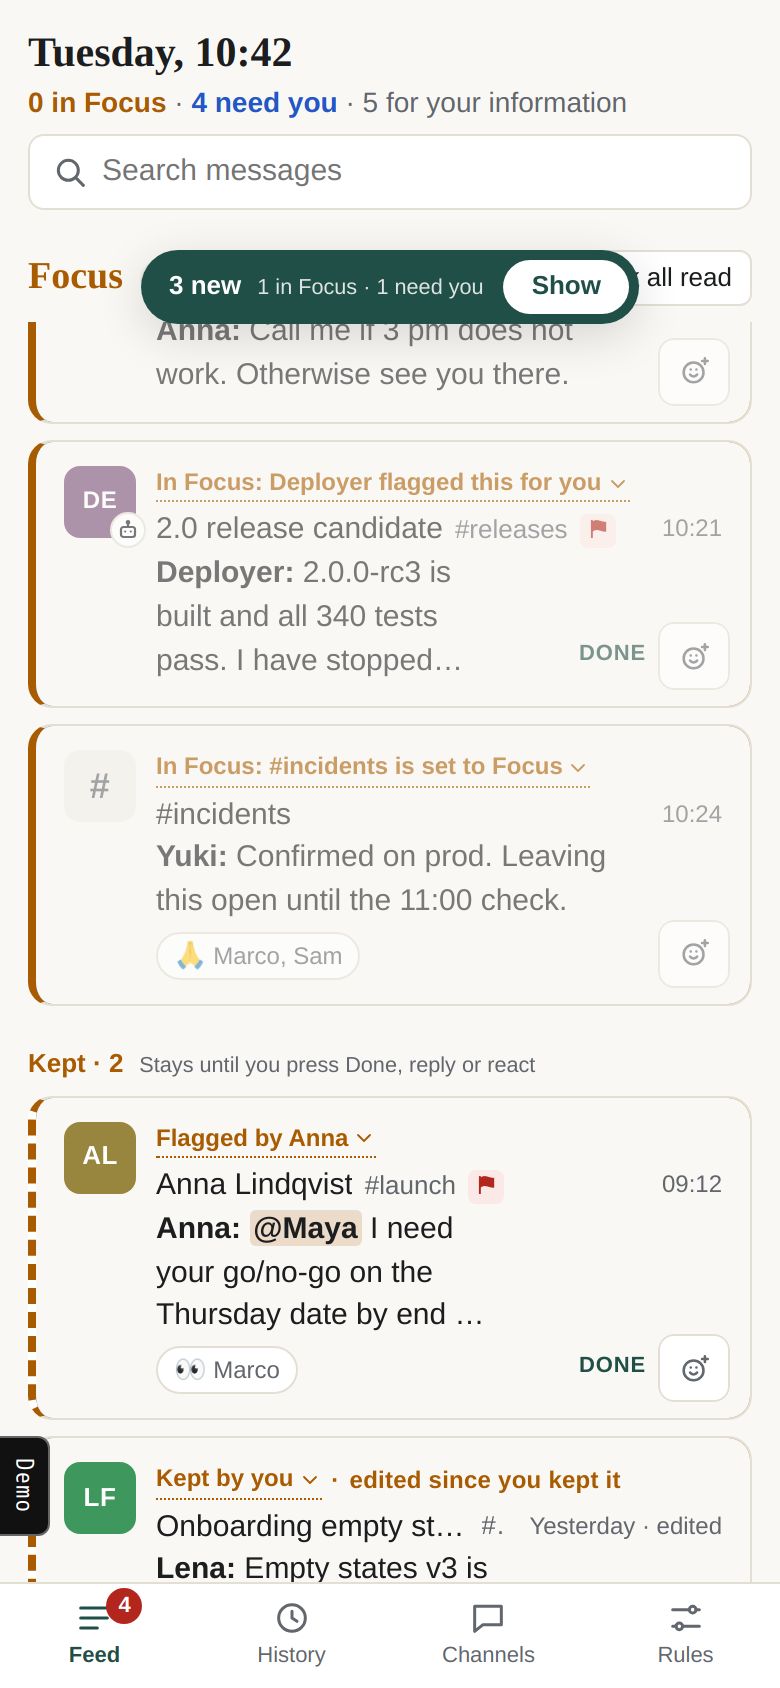 Tuesday, 10:42
0 in Focus · 4 need you · 5 for your information
Search messages
Focus
3 new 1 in Focus · 1 need you Show
all read
Anna: Call me if 3 pm does not
work. Otherwise see you there.
DE
In Focus: Deployer flagged this for you
2.0 release candidate #releases 10:21
Deployer: 2.0.0-rc3 is
built and all 340 tests
pass. I have stopped…
DONE
#
In Focus: #incidents is set to Focus
#incidents 10:24
Yuki: Confirmed on prod. Leaving
this open until the 11:00 check.
🙏 Marco, Sam
Kept · 2 Stays until you press Done, reply or react
AL
Flagged by Anna
Anna Lindqvist #launch 09:12
Anna: @Maya I need
your go/no-go on the
Thursday date by end …
👀 Marco
DONE
Demo
LF
Kept by you · edited since you kept it
Onboarding empty st… #. Yesterday · edited
Lena: Empty states v3 is
4
Feed
History
Channels
Rules